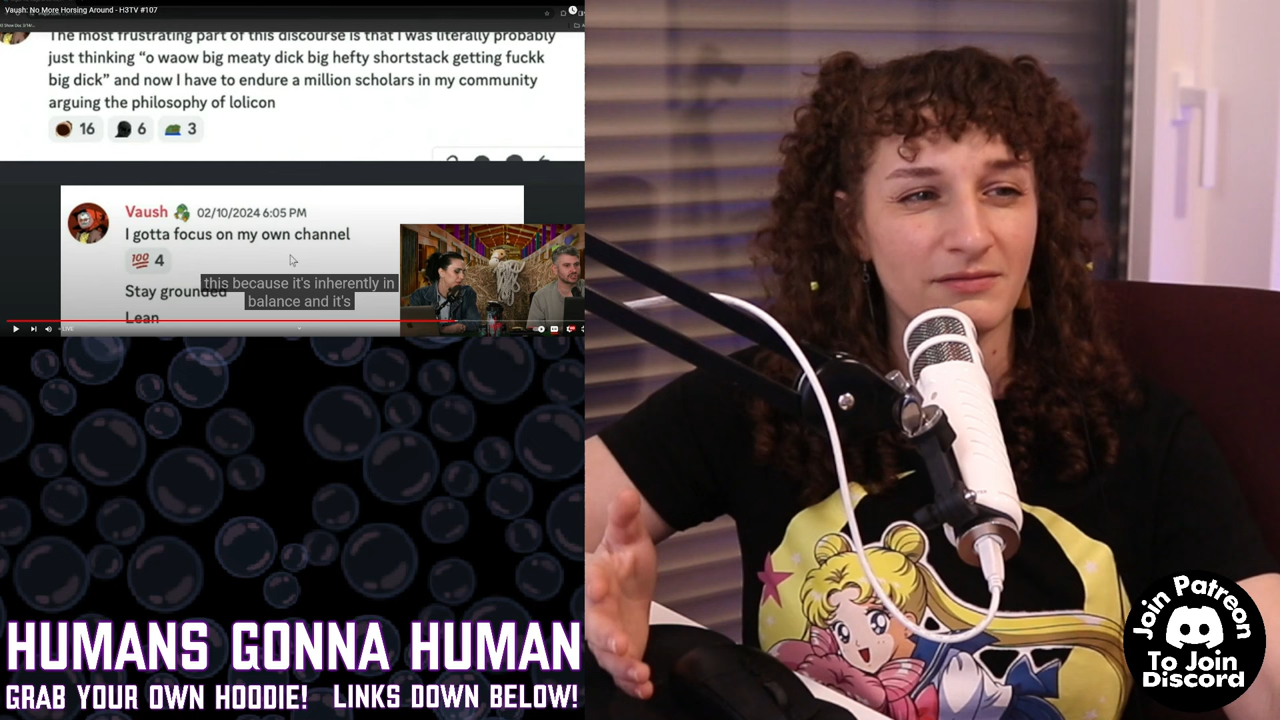 Vaush: No More Horsing Around - H3TV #107
The most frustrating part of this discourse is that I was literally probably
just thinking “o waow big meaty dick big hefty shortstack getting fuckk
big dick” and now I have to endure a million scholars in my community
arguing the philosophy of lolicon
16 6 3
Vaush 02/10/2024 6:05 PM
I gotta focus on my own channel
100 4
Stay grounded
Lean
this because it's inherently in
balance and it's
LIVE
HUMANS GONNA HUMAN
GRAB YOUR OWN HOODIE! LINKS DOWN BELOW!
Join Patreon
To Join
Discord